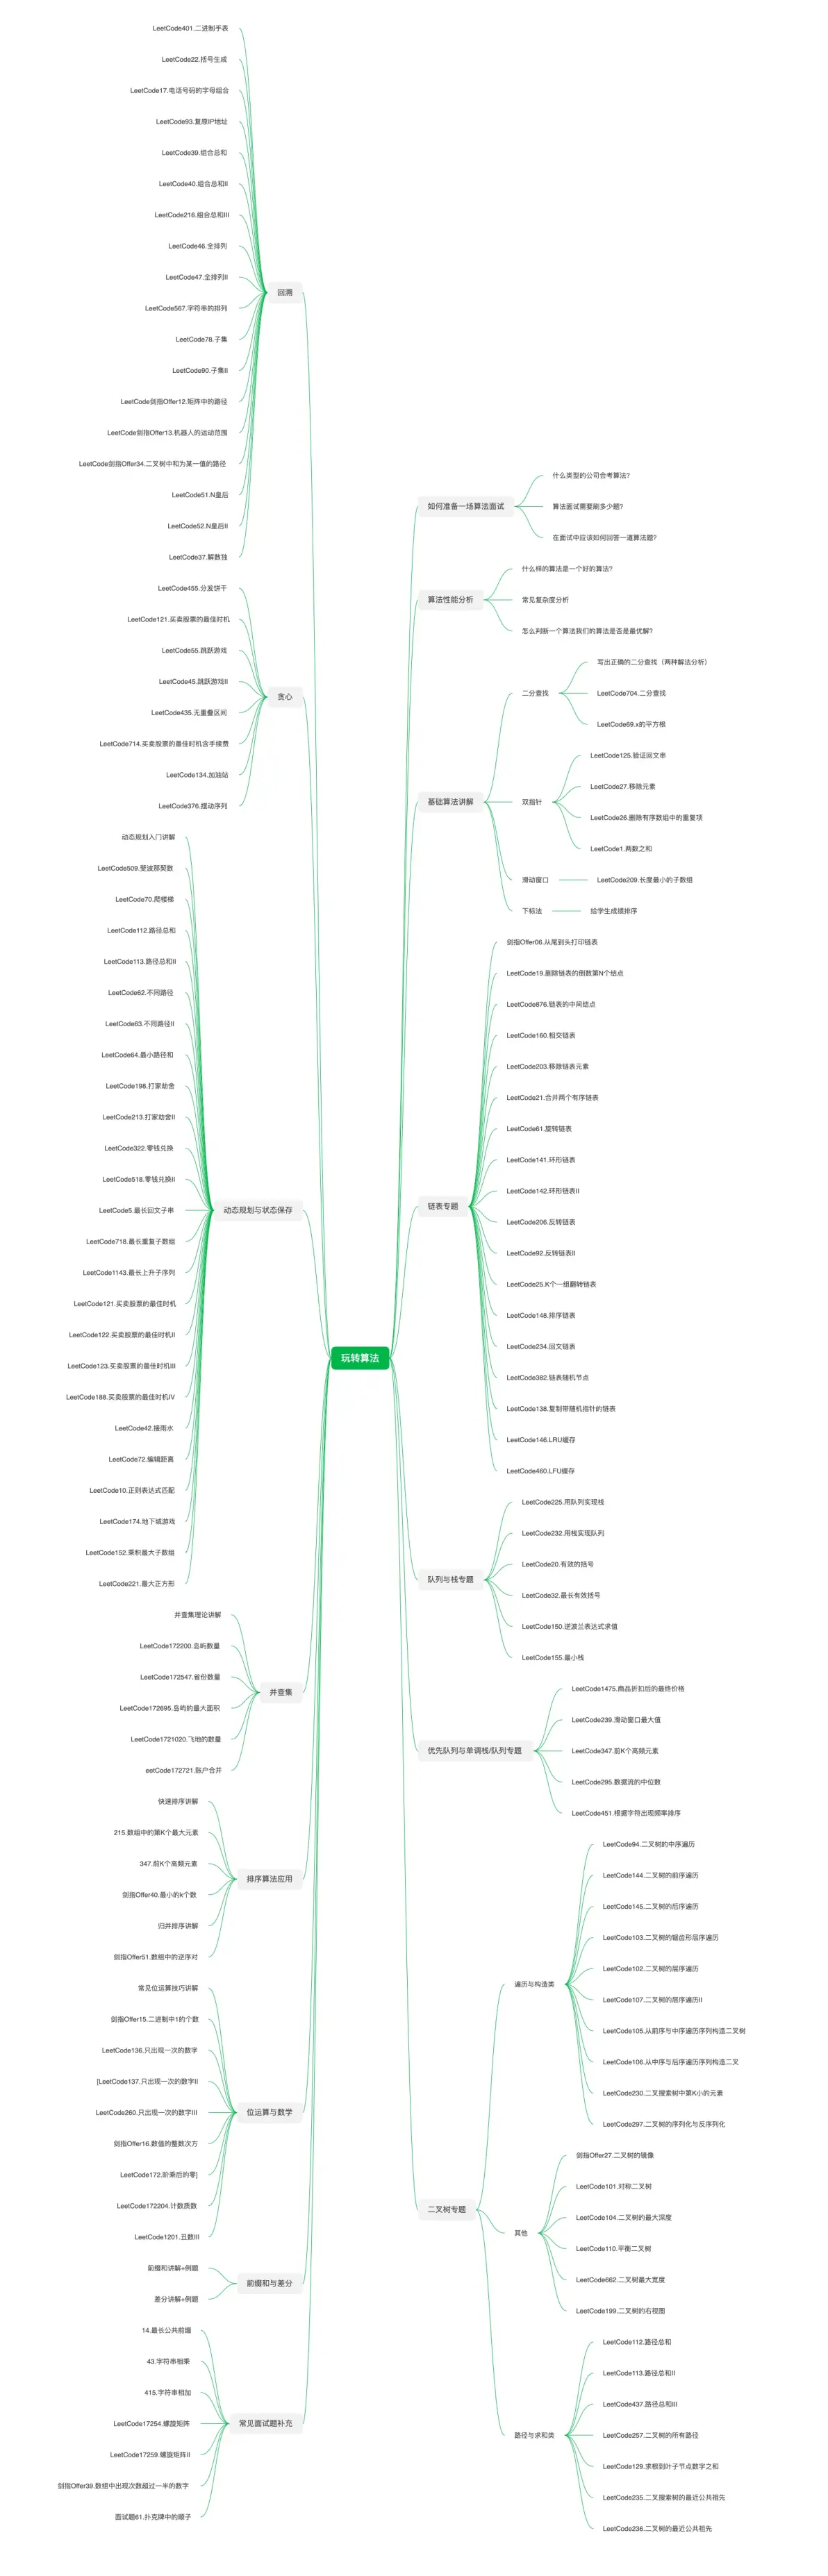 玩转算法
如何准备一场算法面试
什么类型的公司会考算法?
算法面试需要刷多少题?
在面试中应该如何回答一道算法题?
算法性能分析
什么样的算法是一个好的算法?
常见复杂度分析
怎么判断一个算法我们的算法是否是最优解?
基础算法讲解
二分查找
写出正确的二分查找（两种解法分析）
LeetCode704.二分查找
LeetCode69.x的平方根
双指针
LeetCode125.验证回文串
LeetCode27.移除元素
LeetCode26.删除有序数组中的重复项
LeetCode1.两数之和
滑动窗口
LeetCode209.长度最小的子数组
下标法
给学生成绩排序
链表专题
剑指Offer06.从尾到头打印链表
LeetCode19.删除链表的倒数第N个结点
LeetCode876.链表的中间结点
LeetCode160.相交链表
LeetCode203.移除链表元素
LeetCode21.合并两个有序链表
LeetCode61.旋转链表
LeetCode141.环形链表
LeetCode142.环形链表II
LeetCode206.反转链表
LeetCode92.反转链表II
LeetCode25.K个一组翻转链表
LeetCode148.排序链表
LeetCode234.回文链表
LeetCode382.链表随机节点
LeetCode138.复制带随机指针的链表
LeetCode146.LRU缓存
LeetCode460.LFU缓存
队列与栈专题
LeetCode225.用队列实现栈
LeetCode232.用栈实现队列
LeetCode20.有效的括号
LeetCode32.最长有效括号
LeetCode150.逆波兰表达式求值
LeetCode155.最小栈
优先队列与单调栈/队列专题
LeetCode1475.商品折扣后的最终价格
LeetCode239.滑动窗口最大值
LeetCode347.前K个高频元素
LeetCode295.数据流的中位数
LeetCode451.根据字符出现频率排序
二叉树专题
遍历与构造类
LeetCode94.二叉树的中序遍历
LeetCode144.二叉树的前序遍历
LeetCode145.二叉树的后序遍历
LeetCode103.二叉树的锯齿形层序遍历
LeetCode102.二叉树的层序遍历
LeetCode107.二叉树的层序遍历II
LeetCode105.从前序与中序遍历序列构造二叉树
LeetCode106.从中序与后序遍历序列构造二叉
LeetCode230.二叉搜索树中第K小的元素
LeetCode297.二叉树的序列化与反序列化
其他
剑指Offer27.二叉树的镜像
LeetCode101.对称二叉树
LeetCode104.二叉树的最大深度
LeetCode110.平衡二叉树
LeetCode662.二叉树最大宽度
LeetCode199.二叉树的右视图
路径与求和类
LeetCode112.路径总和
LeetCode113.路径总和II
LeetCode437.路径总和III
LeetCode257.二叉树的所有路径
LeetCode129.求根到叶子节点数字之和
LeetCode235.二叉搜索树的最近公共祖先
LeetCode236.二叉树的最近公共祖先
回溯
LeetCode401.二进制手表
LeetCode22.括号生成
LeetCode17.电话号码的字母组合
LeetCode93.复原IP地址
LeetCode39.组合总和
LeetCode40.组合总和II
LeetCode216.组合总和III
LeetCode46.全排列
LeetCode47.全排列II
LeetCode567.字符串的排列
LeetCode78.子集
LeetCode90.子集II
LeetCode剑指Offer12.矩阵中的路径
LeetCode剑指Offer13.机器人的运动范围
LeetCode剑指Offer34.二叉树中和为某一值的路径
LeetCode51.N皇后
LeetCode52.N皇后II
LeetCode37.解数独
贪心
LeetCode455.分发饼干
LeetCode121.买卖股票的最佳时机
LeetCode55.跳跃游戏
LeetCode45.跳跃游戏II
LeetCode435.无重叠区间
LeetCode714.买卖股票的最佳时机含手续费
LeetCode134.加油站
LeetCode376.摆动序列
动态规划与状态保存
动态规划入门讲解
LeetCode509.斐波那契数
LeetCode70.爬楼梯
LeetCode112.路径总和
LeetCode113.路径总和II
LeetCode62.不同路径
LeetCode63.不同路径II
LeetCode64.最小路径和
LeetCode198.打家劫舍
LeetCode213.打家劫舍II
LeetCode322.零钱兑换
LeetCode518.零钱兑换II
LeetCode5.最长回文子串
LeetCode718.最长重复子数组
LeetCode1143.最长上升子序列
LeetCode121.买卖股票的最佳时机
LeetCode122.买卖股票的最佳时机II
LeetCode123.买卖股票的最佳时机III
LeetCode188.买卖股票的最佳时机IV
LeetCode42.接雨水
LeetCode72.编辑距离
LeetCode10.正则表达式匹配
LeetCode174.地下城游戏
LeetCode152.乘积最大子数组
LeetCode221.最大正方形
并查集
并查集理论讲解
LeetCode172200.岛屿数量
LeetCode172547.省份数量
LeetCode172695.岛屿的最大面积
LeetCode1721020.飞地的数量
eetCode172721.账户合并
排序算法应用
快速排序讲解
215.数组中的第K个最大元素
347.前K个高频元素
剑指Offer40.最小的k个数
归并排序讲解
剑指Offer51.数组中的逆序对
位运算与数学
常见位运算技巧讲解
剑指Offer15.二进制中1的个数
LeetCode136.只出现一次的数字
[LeetCode137.只出现一次的数字II
LeetCode260.只出现一次的数字III
剑指Offer16.数值的整数次方
LeetCode172.阶乘后的零]
LeetCode172204.计数质数
LeetCode1201.丑数III
前缀和与差分
前缀和讲解+例题
差分讲解+例题
常见面试题补充
14.最长公共前缀
43.字符串相乘
415.字符串相加
LeetCode17254.螺旋矩阵
LeetCode17259.螺旋矩阵II
剑指Offer39.数组中出现次数超过一半的数字
面试题61.扑克牌中的顺子